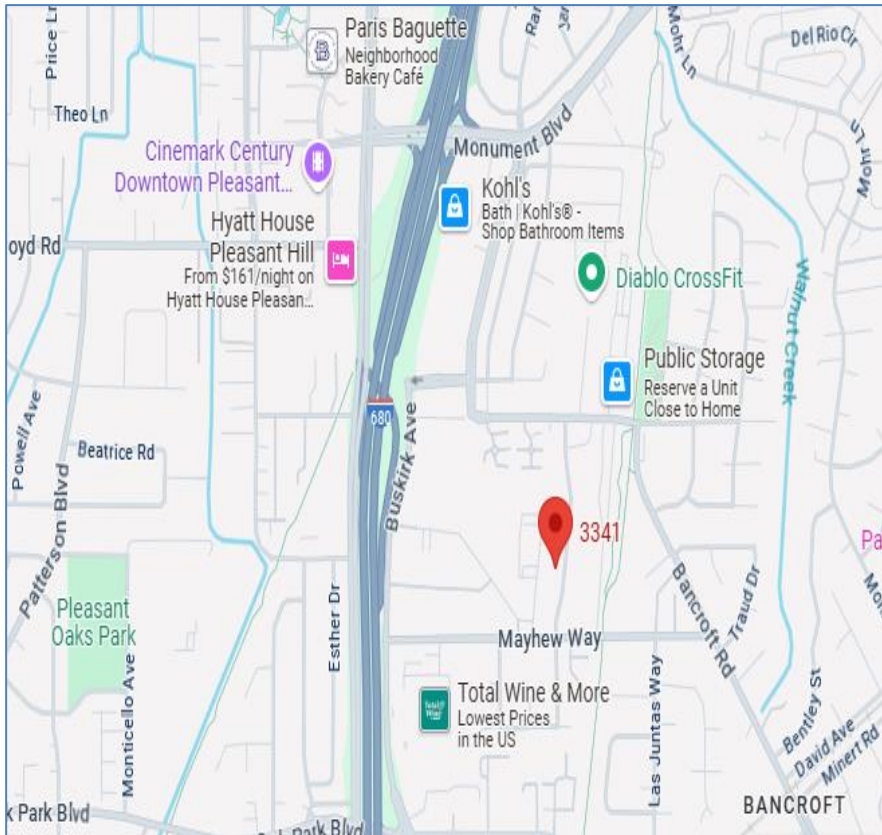 Price Ln
Paris Baguette
Neighborhood
Bakery Café
Mohr Ln
Del Rio Cir
Theo Ln
Monument Blvd
Mohr Ln
Cinemark Century
Downtown Pleasant...
Kohl's
Bath | Kohl's® -
Shop Bathroom Items
Hyatt House
Pleasant Hill
From $161/night on
Hyatt House Pleasan...
oyd Rd
Diablo CrossFit
Walnut Creek
Public Storage
Reserve a Unit
Close to Home
680
Buskirk Ave
Powell Ave
Beatrice Rd
Patterson Blvd
3341
Pa
Bancroft Rd
Traud Dr
Pleasant
Oaks Park
Esther Dr
Mayhew Way
Monticello Ave
Total Wine & More
Lowest Prices
in the US
Las Juntas Way
Bentley St
David Ave
Minert Rd
k Park Blvd
BANCROFT